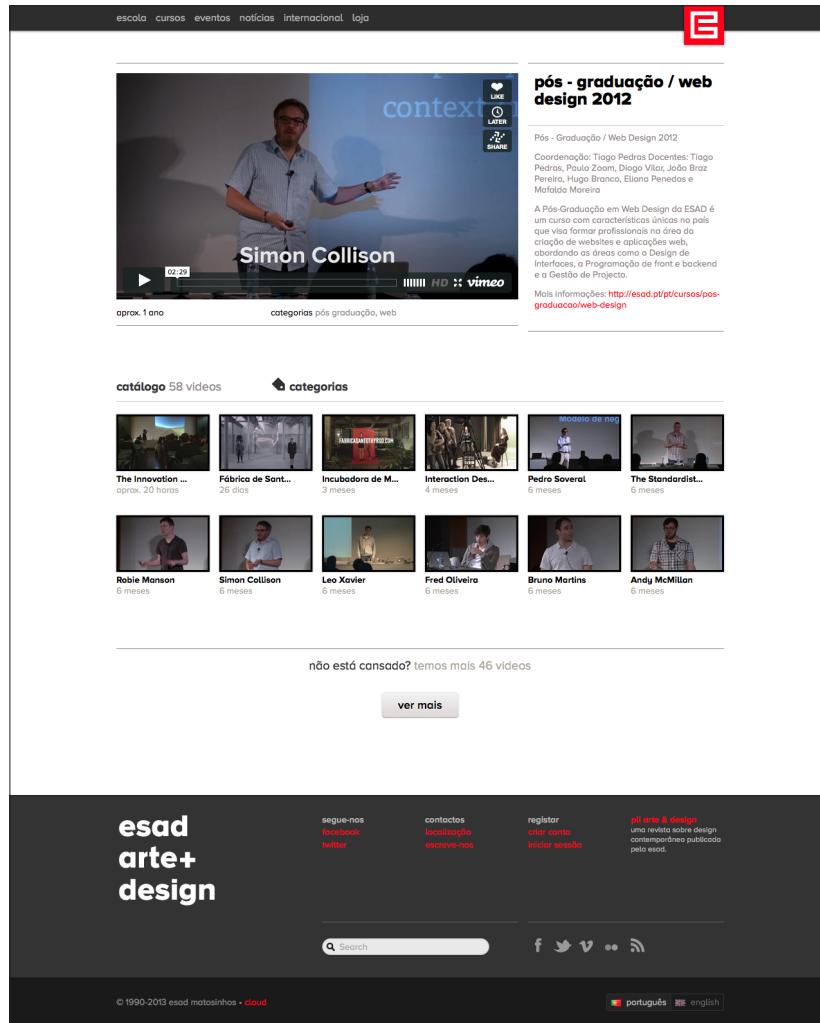 escola cursos eventos notícias internacional loja
context
LIKE
LATER
SHARE
Simon Collison
02:29
HD vimeo
aprox. 1 ano
categorias pós graduação, web
pós - graduação / web
design 2012
Pós - Graduação / Web Design 2012
Coordenação: Tiago Pedras Docentes: Tiago
Pedras, Paulo Zoom, Diogo Vilar, João Braz
Pereira, Hugo Branco, Eliana Penedos e
Mafalda Moreira
A Pós-Graduação em Web Design da ESAD é
um curso com características únicas no país
que visa formar profissionais na área da
criação de websites e aplicações web,
abordando as áreas como o Design de
Interfaces, a Programação de front e backend
e a Gestão de Projecto.
Mais informações: http://esad.pt/pt/cursos/pos-
graduacao/web-design
catálogo 58 videos
categorias
FABRICASANTOTHYRSO.COM
Modelo de neg
The Innovation ...
aprox. 20 horas
Fábrica de Sant...
26 dias
Incubadora de M...
3 meses
Interaction Des...
4 meses
Pedro Soveral
6 meses
The Standardist...
6 meses
Robie Manson
6 meses
Simon Collison
6 meses
Leo Xavier
6 meses
Fred Oliveira
6 meses
Bruno Martins
6 meses
Andy McMillan
6 meses
não está cansado? temos mais 46 videos
ver mais
esad
arte+
design
segue-nos
facebook
twitter
contactos
localização
escreve-nos
registar
criar conta
iniciar sessão
pli arte & design
uma revista sobre design
contemporâneo publicada
pela esad.
Search
© 1990-2013 esad matosinhos • cloud
português english